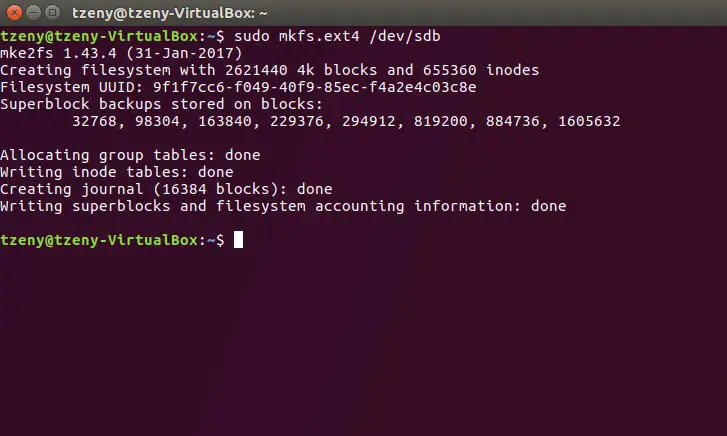 tzeny@tzeny-VirtualBox: ~
tzeny@tzeny-VirtualBox:~$ sudo mkfs.ext4 /dev/sdb
mke2fs 1.43.4 (31-Jan-2017)
Creating filesystem with 2621440 4k blocks and 655360 inodes
Filesystem UUID: 9f1f7cc6-f049-40f9-85ec-f4a2e4c03c8e
Superblock backups stored on blocks:
32768, 98304, 163840, 229376, 294912, 819200, 884736, 1605632
Allocating group tables: done
Writing inode tables: done
Creating journal (16384 blocks): done
Writing superblocks and filesystem accounting information: done
tzeny@tzeny-VirtualBox:~$